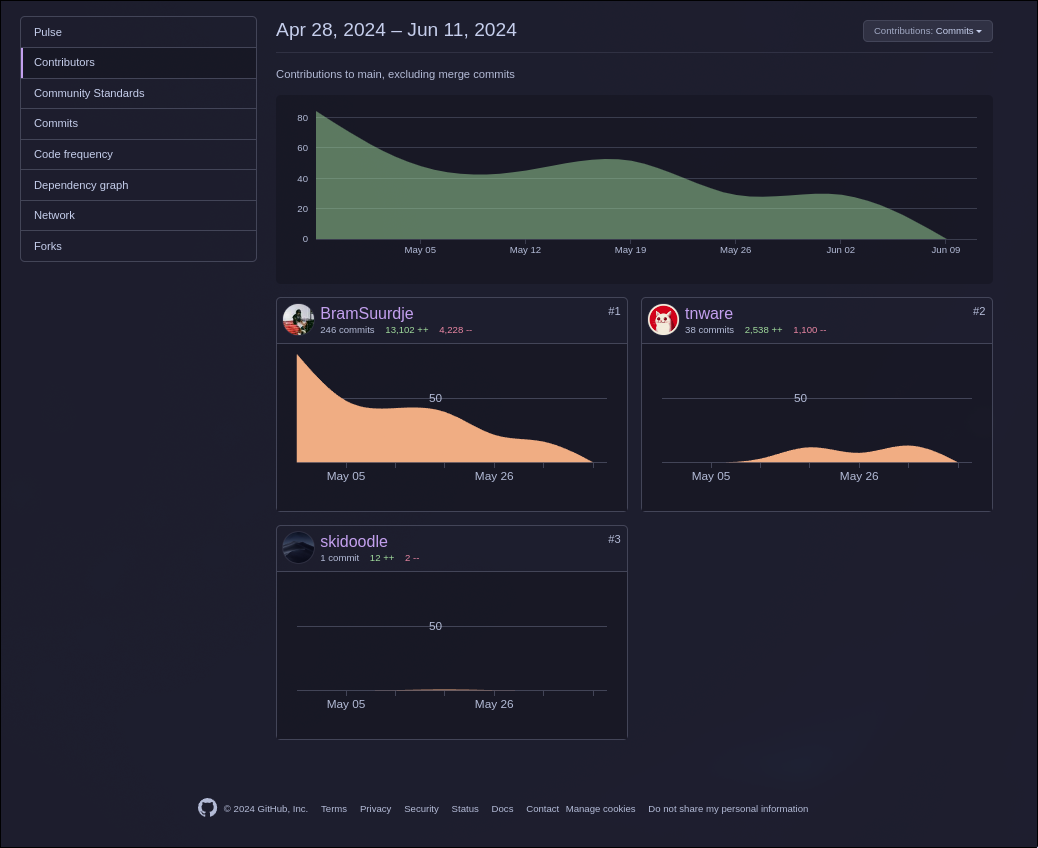 Pulse
Contributors
Community Standards
Commits
Code frequency
Dependency graph
Network
Forks
Apr 28, 2024 – Jun 11, 2024
Contributions: Commits
Contributions to main, excluding merge commits
80
60
40
20
0
May 05 May 12 May 19 May 26 Jun 02 Jun 09
BramSuurdje #1
246 commits 13,102 ++ 4,228 --
50
May 05 May 26
tnware #2
38 commits 2,538 ++ 1,100 --
50
May 05 May 26
skidoodle #3
1 commit 12 ++ 2 --
50
May 05 May 26
© 2024 GitHub, Inc. Terms Privacy Security Status Docs Contact Manage cookies Do not share my personal information